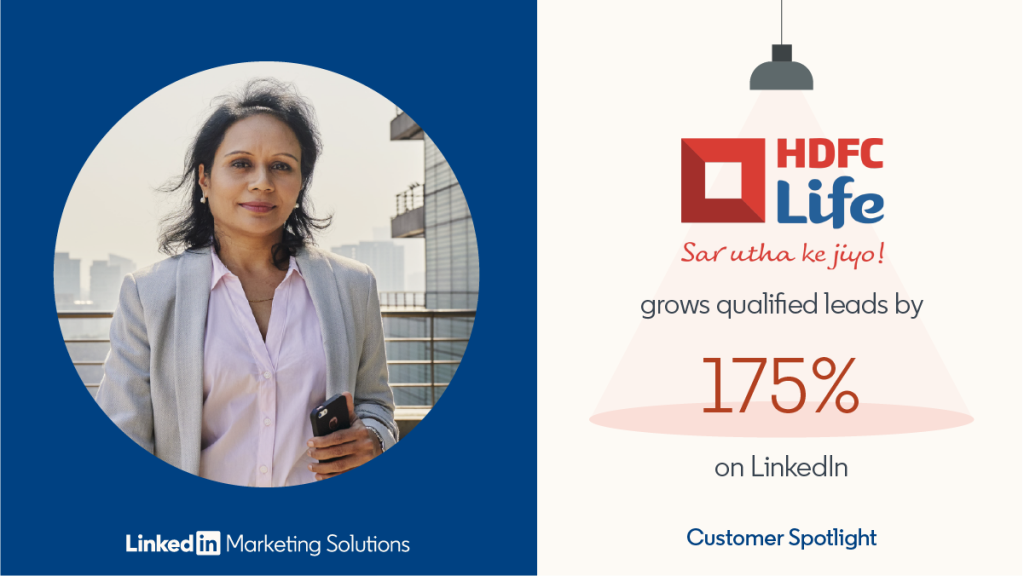 LinkedIn Marketing Solutions
HDFC
Life
Sar utha ke jiyo!
grows qualified leads by
175%
on LinkedIn
Customer Spotlight